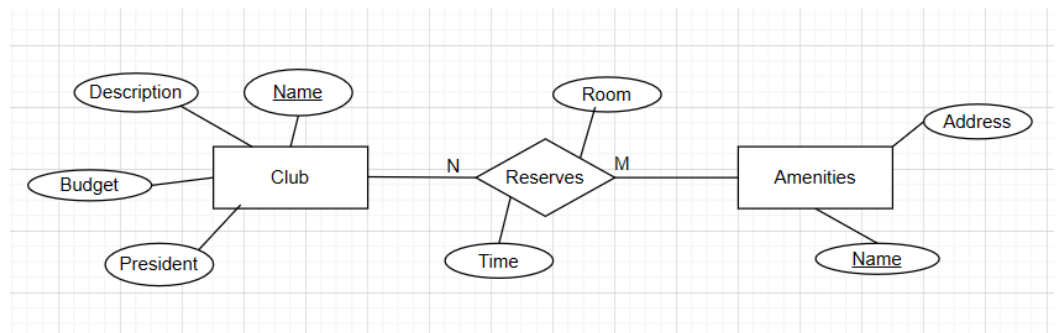 Description
Name
Room
Address
Budget
Club
N
Reserves
M
Amenities
President
Time
Name